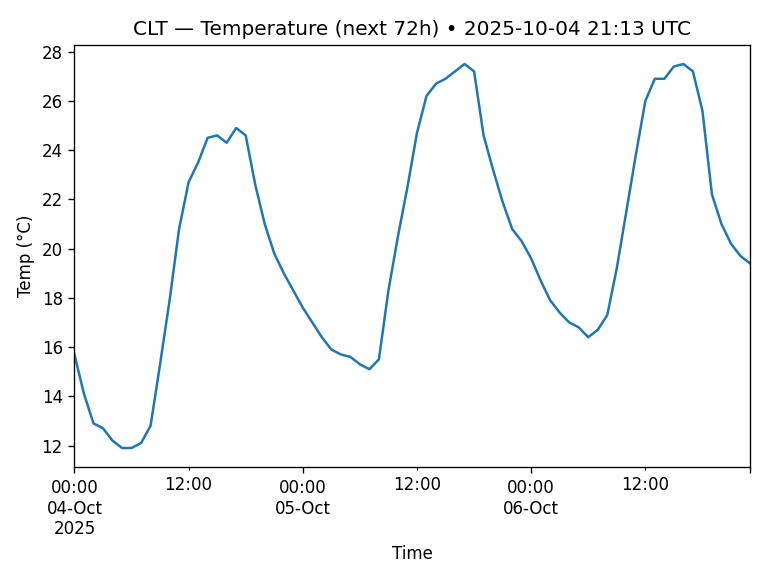 CLT — Temperature (next 72h) • 2025-10-04 21:13 UTC
Temp (°C)
28
26
24
22
20
18
16
14
12
00:00 12:00 00:00 12:00 00:00 12:00
04-Oct 05-Oct 06-Oct
2025
Time